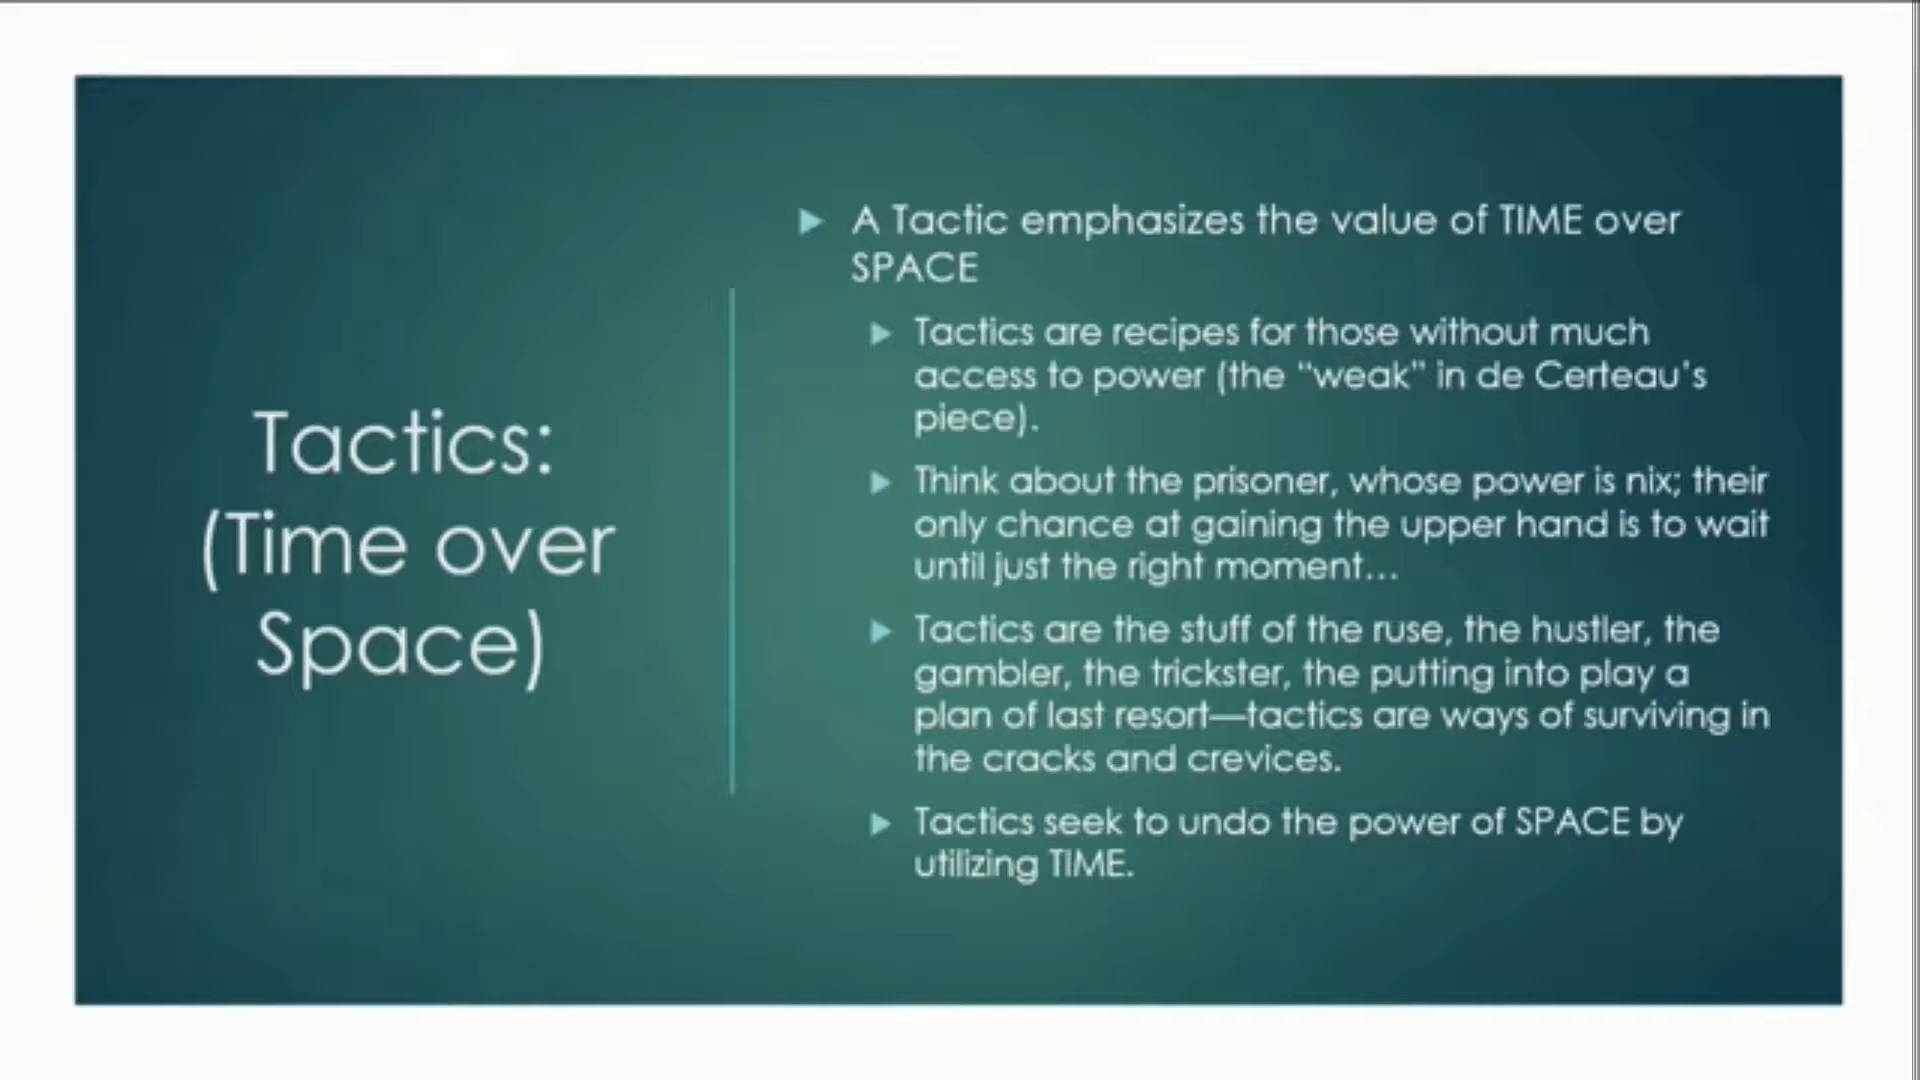 Tactics:
(Time over
Space)
A Tactic emphasizes the value of TIME over
SPACE
Tactics are recipes for those without much
access to power (the “weak” in de Certeau’s
piece).
Think about the prisoner, whose power is nix; their
only chance at gaining the upper hand is to wait
until just the right moment…
Tactics are the stuff of the ruse, the hustler, the
gambler, the trickster, the putting into play a
plan of last resort—tactics are ways of surviving in
the cracks and crevices.
Tactics seek to undo the power of SPACE by
utilizing TIME.